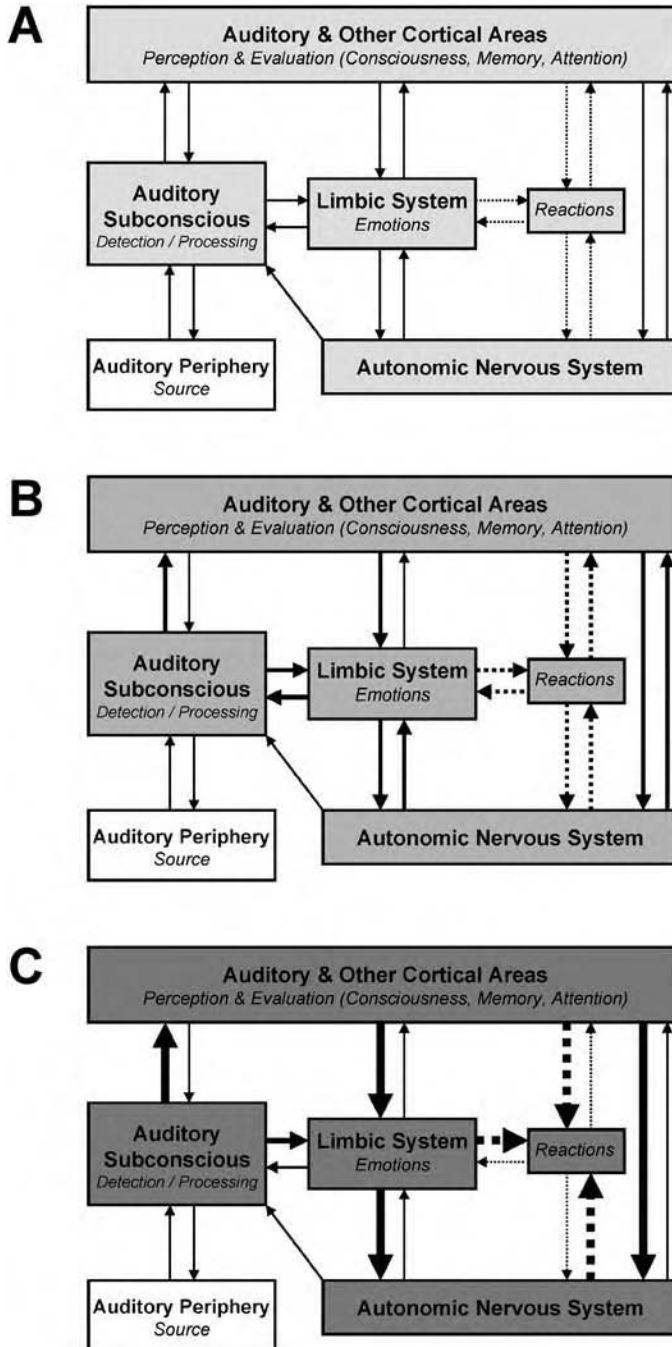 A
Auditory & Other Cortical Areas
Perception & Evaluation (Consciousness, Memory, Attention)
Auditory
Subconscious
Detection / Processing
Limbic System
Emotions
Reactions
Auditory Periphery
Source
Autonomic Nervous System
B
Auditory & Other Cortical Areas
Perception & Evaluation (Consciousness, Memory, Attention)
Auditory
Subconscious
Detection / Processing
Limbic System
Emotions
Reactions
Auditory Periphery
Source
Autonomic Nervous System
C
Auditory & Other Cortical Areas
Perception & Evaluation (Consciousness, Memory, Attention)
Auditory
Subconscious
Detection / Processing
Limbic System
Emotions
Reactions
Auditory Periphery
Source
Autonomic Nervous System